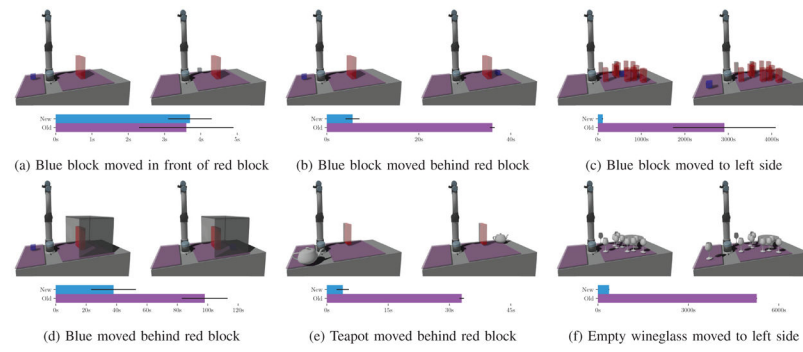 New
Old
0s 1s 2s 3s 4s 5s
New
Old
0s 20s 40s
New
Old
0s 1000s 2000s 3000s 4000s
(a) Blue block moved in front of red block
(b) Blue block moved behind red block
(c) Blue block moved to left side
New
Old
0s 20s 40s 60s 80s 100s 120s
New
Old
0s 15s 30s 45s
New
Old
0s 3000s 6000s
(d) Blue moved behind red block
(e) Teapot moved behind red block
(f) Empty wineglass moved to left side